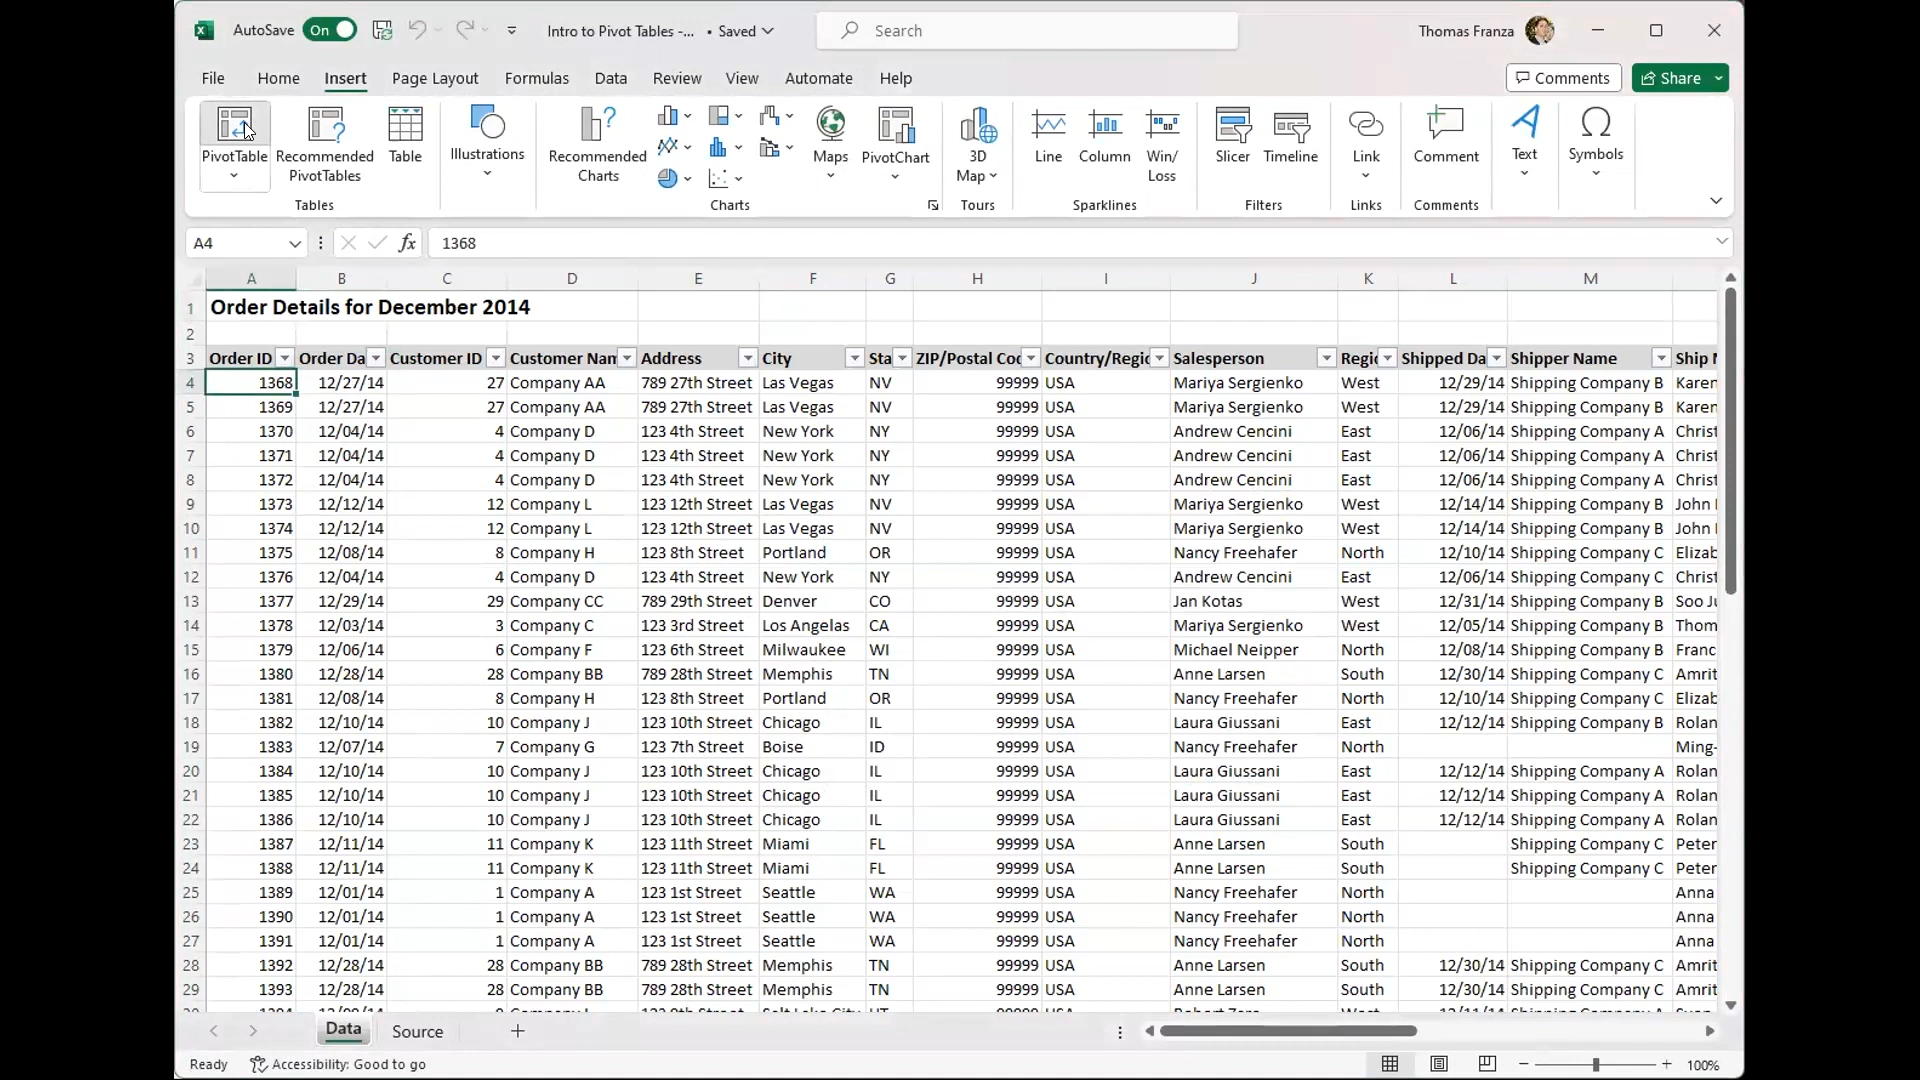 AutoSave On Intro to Pivot Tables -... • Saved Search Thomas Franza
File Home Insert Page Layout Formulas Data Review View Automate Help Comments Share
PivotTable Recommended PivotTables Table Illustrations Recommended Charts Maps PivotChart 3D Map Line Column Win/Loss Slicer Timeline Link Comment Text Symbols
Tables Charts Tours Sparklines Filters Links Comments
A4 fx 1368
A B C D E F G H I J K L M
1 Order Details for December 2014
2
3 Order ID Order Da Customer ID Customer Nam Address City Sta ZIP/Postal Coc Country/Regic Salesperson Regic Shipped Da Shipper Name Ship
4 1368 12/27/14 27 Company AA 789 27th Street Las Vegas NV 99999 USA Mariya Sergienko West 12/29/14 Shipping Company B Karen
5 1369 12/27/14 27 Company AA 789 27th Street Las Vegas NV 99999 USA Mariya Sergienko West 12/29/14 Shipping Company B Karen
6 1370 12/04/14 4 Company D 123 4th Street New York NY 99999 USA Andrew Cencini East 12/06/14 Shipping Company A Christ
7 1371 12/04/14 4 Company D 123 4th Street New York NY 99999 USA Andrew Cencini East 12/06/14 Shipping Company A Christ
8 1372 12/04/14 4 Company D 123 4th Street New York NY 99999 USA Andrew Cencini East 12/06/14 Shipping Company A Christ
9 1373 12/12/14 12 Company L 123 12th Street Las Vegas NV 99999 USA Mariya Sergienko West 12/14/14 Shipping Company B John
10 1374 12/12/14 12 Company L 123 12th Street Las Vegas NV 99999 USA Mariya Sergienko West 12/14/14 Shipping Company B John
11 1375 12/08/14 8 Company H 123 8th Street Portland OR 99999 USA Nancy Freehafer North 12/10/14 Shipping Company C Elizab
12 1376 12/04/14 4 Company D 123 4th Street New York NY 99999 USA Andrew Cencini East 12/06/14 Shipping Company C Christ
13 1377 12/29/14 29 Company CC 789 29th Street Denver CO 99999 USA Jan Kotas West 12/31/14 Shipping Company B Soo Ju
14 1378 12/03/14 3 Company C 123 3rd Street Los Angelas CA 99999 USA Mariya Sergienko West 12/05/14 Shipping Company B Thom
15 1379 12/06/14 6 Company F 123 6th Street Milwaukee WI 99999 USA Michael Neipper North 12/08/14 Shipping Company B Franc
16 1380 12/28/14 28 Company BB 789 28th Street Memphis TN 99999 USA Anne Larsen South 12/30/14 Shipping Company C Amrit
17 1381 12/08/14 8 Company H 123 8th Street Portland OR 99999 USA Nancy Freehafer North 12/10/14 Shipping Company C Elizab
18 1382 12/10/14 10 Company J 123 10th Street Chicago IL 99999 USA Laura Giussani East 12/12/14 Shipping Company B Rolan
19 1383 12/07/14 7 Company G 123 7th Street Boise ID 99999 USA Nancy Freehafer North Ming-
20 1384 12/10/14 10 Company J 123 10th Street Chicago IL 99999 USA Laura Giussani East 12/12/14 Shipping Company A Rolan
21 1385 12/10/14 10 Company J 123 10th Street Chicago IL 99999 USA Laura Giussani East 12/12/14 Shipping Company A Rolan
22 1386 12/10/14 10 Company J 123 10th Street Chicago IL 99999 USA Laura Giussani East 12/12/14 Shipping Company A Rolan
23 1387 12/11/14 11 Company K 123 11th Street Miami FL 99999 USA Anne Larsen South Shipping Company C Peter
24 1388 12/11/14 11 Company K 123 11th Street Miami FL 99999 USA Anne Larsen South Shipping Company C Peter
25 1389 12/01/14 1 Company A 123 1st Street Seattle WA 99999 USA Nancy Freehafer North Anna
26 1390 12/01/14 1 Company A 123 1st Street Seattle WA 99999 USA Nancy Freehafer North Anna
27 1391 12/01/14 1 Company A 123 1st Street Seattle WA 99999 USA Nancy Freehafer North Anna
28 1392 12/28/14 28 Company BB 789 28th Street Memphis TN 99999 USA Anne Larsen South 12/30/14 Shipping Company C Amrit
29 1393 12/28/14 28 Company BB 789 28th Street Memphis TN 99999 USA Anne Larsen South 12/30/14 Shipping Company C Amrit
Data Source
Ready Accessibility: Good to go 100%